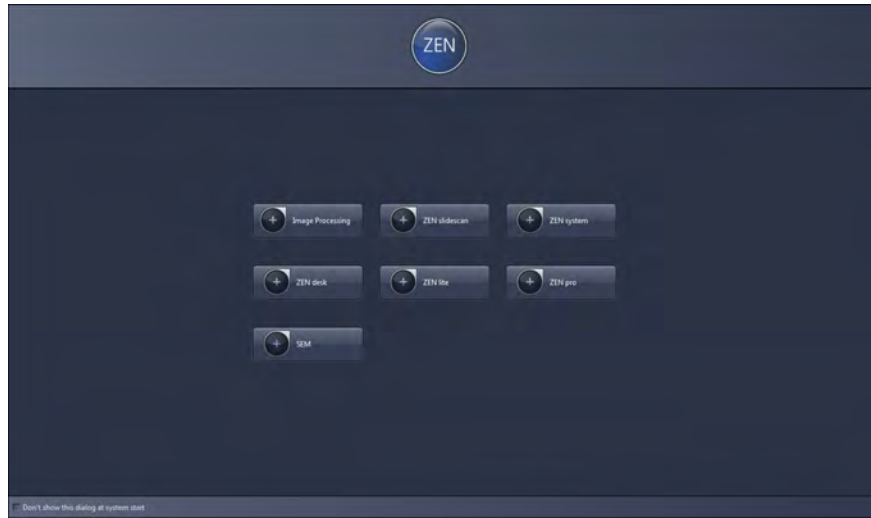 ZEN
Image Processing
ZEN slidescan
ZEN system
ZEN desk
ZEN lite
ZEN pro
SEM
Don't show this dialog at system start